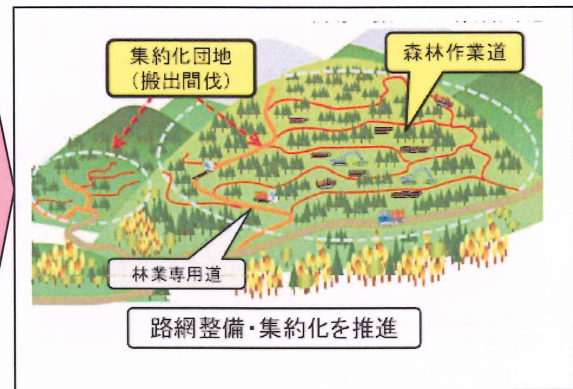 集約化団地
(搬出間伐)
森林作業道
林業専用道
路網整備・集約化を推進